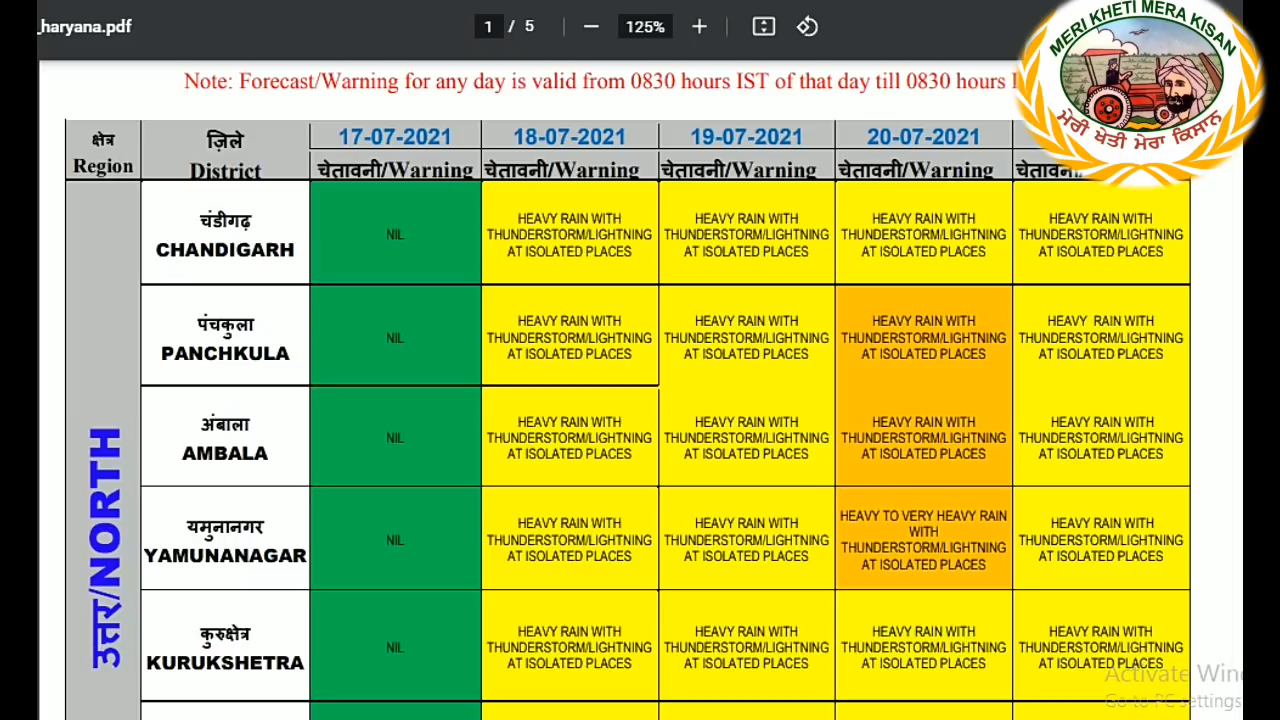 _haryana.pdf
1 / 5
125%
MERI KHETI MERA KISAN
ਮੇਰੀ ਖੇਤੀ ਮੇਰਾ ਕਿਸਾਨ
Note: Forecast/Warning for any day is valid from 0830 hours IST of that day till 0830 hours
क्षेत्र
Region
ज़िले
District
17-07-2021 18-07-2021 19-07-2021 20-07-2021
चेतावनी/Warning चेतावनी/Warning चेतावनी/Warning चेतावनी/Warning
उत्तर/NORTH
चंडीगढ़
CHANDIGARH
NIL
HEAVY RAIN WITH
THUNDERSTORM/LIGHTNING
AT ISOLATED PLACES
HEAVY RAIN WITH
THUNDERSTORM/LIGHTNING
AT ISOLATED PLACES
HEAVY RAIN WITH
THUNDERSTORM/LIGHTNING
AT ISOLATED PLACES
HEAVY RAIN WITH
THUNDERSTORM/LIGHTNING
AT ISOLATED PLACES
पंचकुला
PANCHKULA
NIL
HEAVY RAIN WITH
THUNDERSTORM/LIGHTNING
AT ISOLATED PLACES
HEAVY RAIN WITH
THUNDERSTORM/LIGHTNING
AT ISOLATED PLACES
HEAVY RAIN WITH
THUNDERSTORM/LIGHTNING
AT ISOLATED PLACES
HEAVY RAIN WITH
THUNDERSTORM/LIGHTNING
AT ISOLATED PLACES
अंबाला
AMBALA
NIL
HEAVY RAIN WITH
THUNDERSTORM/LIGHTNING
AT ISOLATED PLACES
HEAVY RAIN WITH
THUNDERSTORM/LIGHTNING
AT ISOLATED PLACES
HEAVY RAIN WITH
THUNDERSTORM/LIGHTNING
AT ISOLATED PLACES
HEAVY RAIN WITH
THUNDERSTORM/LIGHTNING
AT ISOLATED PLACES
यमुनानगर
YAMUNANAGAR
NIL
HEAVY RAIN WITH
THUNDERSTORM/LIGHTNING
AT ISOLATED PLACES
HEAVY RAIN WITH
THUNDERSTORM/LIGHTNING
AT ISOLATED PLACES
HEAVY TO VERY HEAVY RAIN
WITH
THUNDERSTORM/LIGHTNING
AT ISOLATED PLACES
HEAVY RAIN WITH
THUNDERSTORM/LIGHTNING
AT ISOLATED PLACES
कुरुक्षेत्र
KURUKSHETRA
NIL
HEAVY RAIN WITH
THUNDERSTORM/LIGHTNING
AT ISOLATED PLACES
HEAVY RAIN WITH
THUNDERSTORM/LIGHTNING
AT ISOLATED PLACES
HEAVY RAIN WITH
THUNDERSTORM/LIGHTNING
AT ISOLATED PLACES
HEAVY RAIN WITH
THUNDERSTORM/LIGHTNING
AT ISOLATED PLACES
Activate Win
Go to PC settings